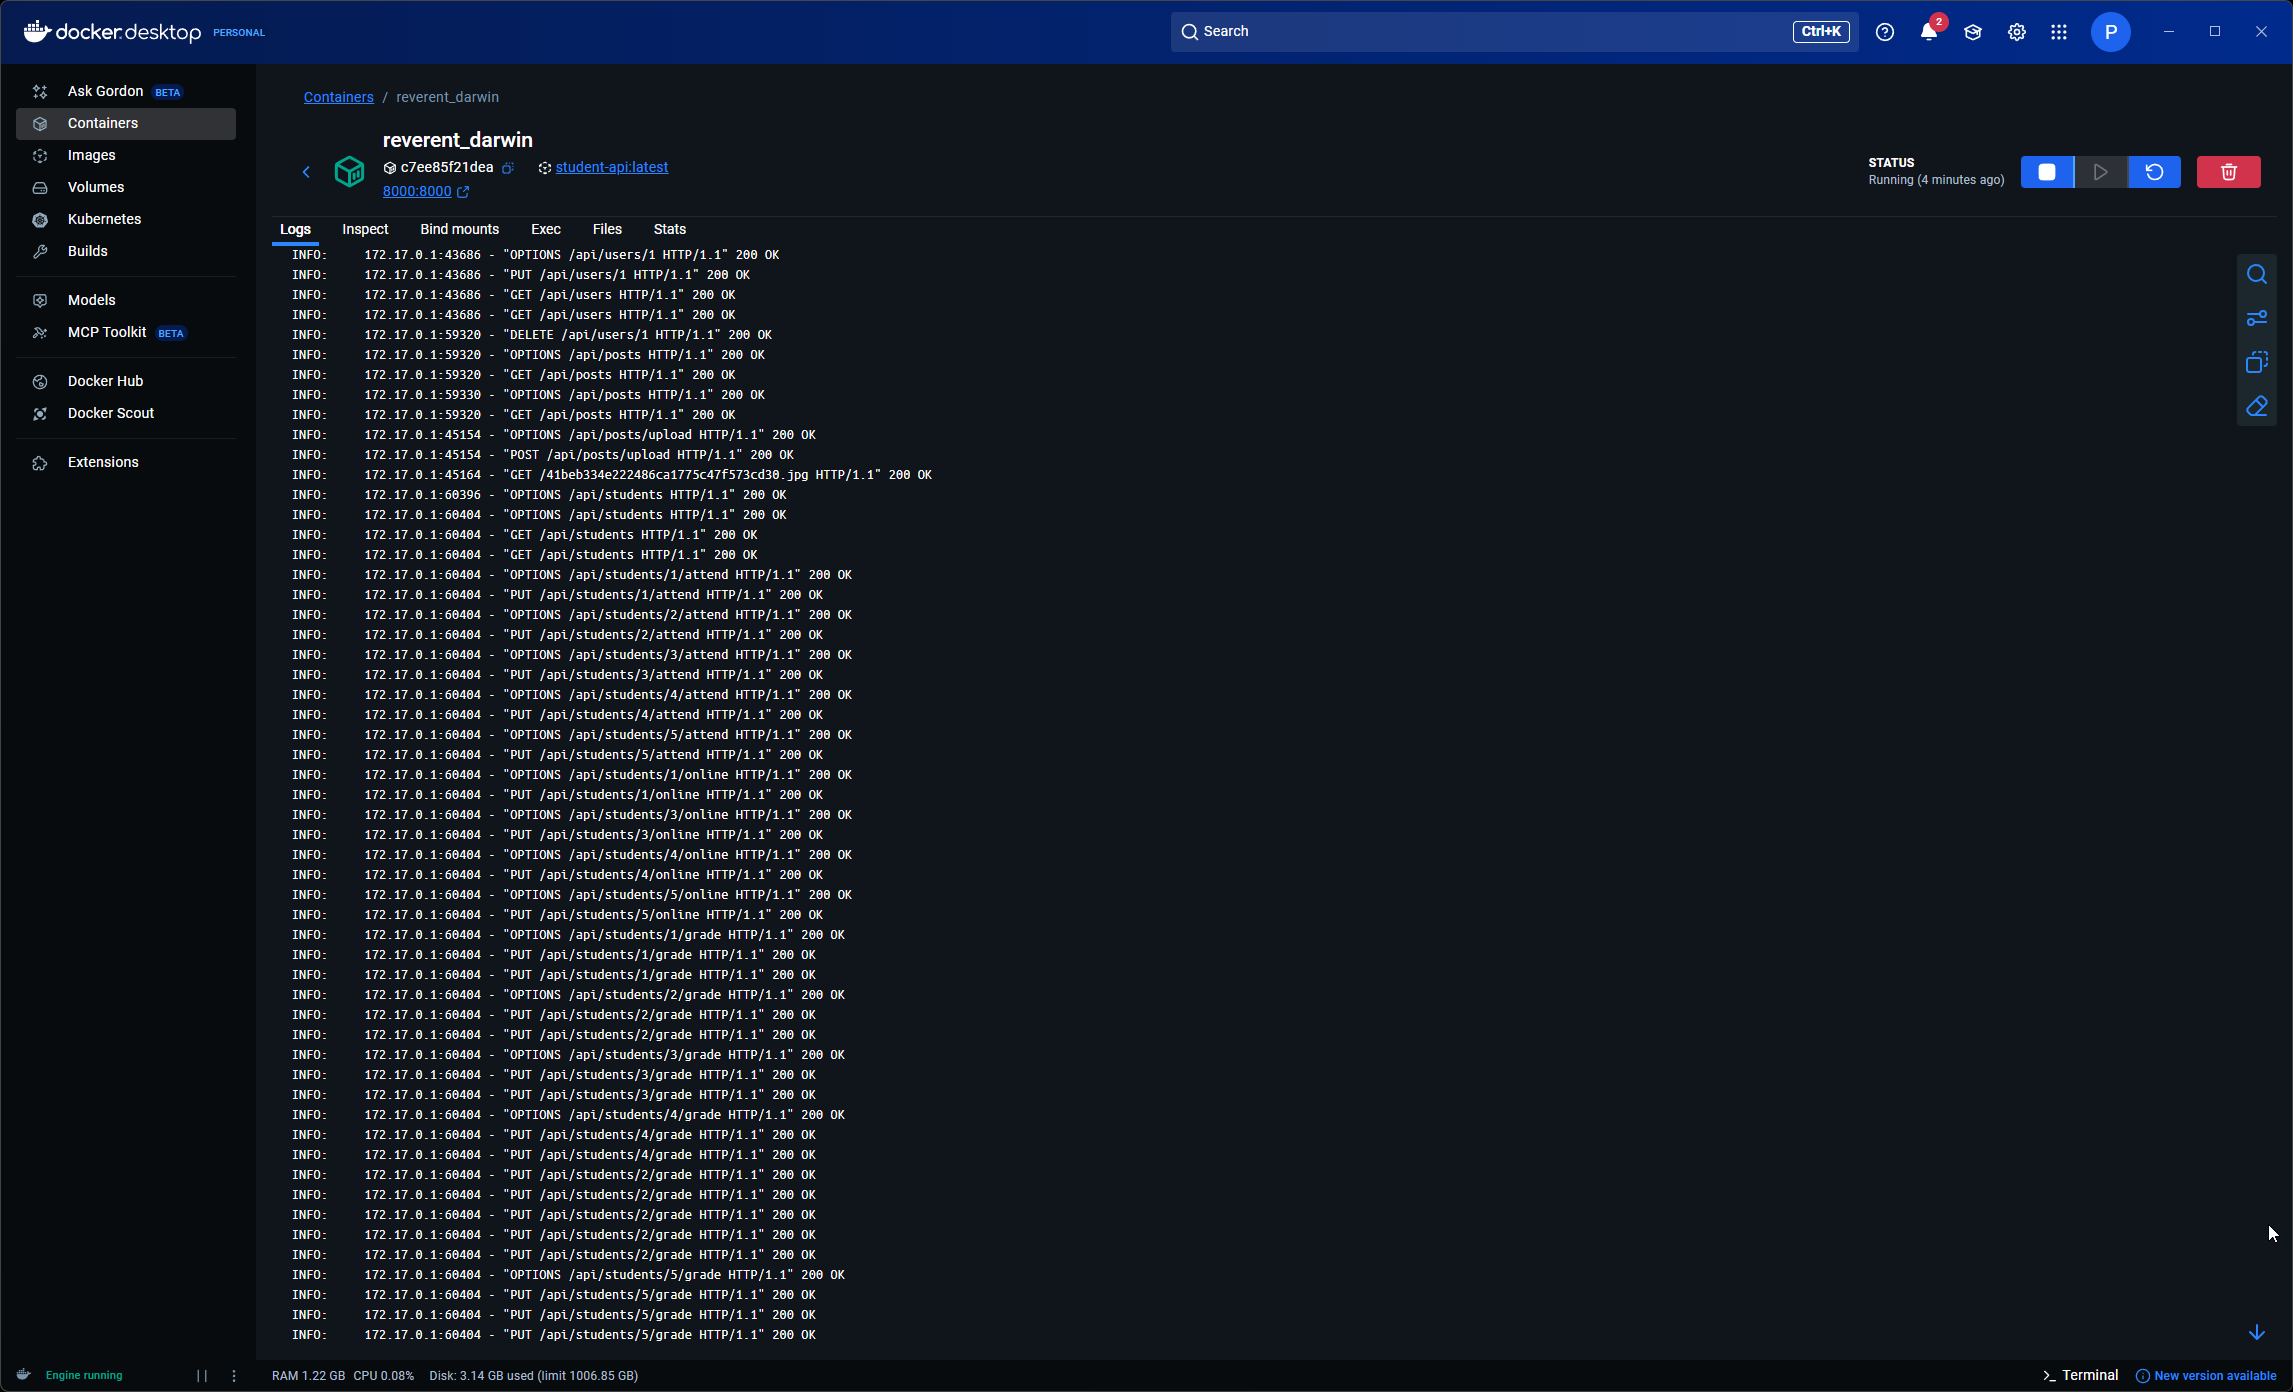 docker.desktop PERSONAL
Search
Ctrl+K
2
P
Ask Gordon BETA
Containers
Images
Volumes
Kubernetes
Builds
Models
MCP Toolkit BETA
Docker Hub
Docker Scout
Extensions
Containers / reverent_darwin
reverent_darwin
c7ee85f21dea student-api:latest
8000:8000
STATUS
Running (4 minutes ago)
Logs Inspect Bind mounts Exec Files Stats
INFO: 172.17.0.1:43686 - "OPTIONS /api/users/1 HTTP/1.1" 200 OK
INFO: 172.17.0.1:43686 - "PUT /api/users/1 HTTP/1.1" 200 OK
INFO: 172.17.0.1:43686 - "GET /api/users HTTP/1.1" 200 OK
INFO: 172.17.0.1:43686 - "GET /api/users HTTP/1.1" 200 OK
INFO: 172.17.0.1:59320 - "DELETE /api/users/1 HTTP/1.1" 200 OK
INFO: 172.17.0.1:59320 - "OPTIONS /api/posts HTTP/1.1" 200 OK
INFO: 172.17.0.1:59320 - "GET /api/posts HTTP/1.1" 200 OK
INFO: 172.17.0.1:59330 - "OPTIONS /api/posts HTTP/1.1" 200 OK
INFO: 172.17.0.1:59320 - "GET /api/posts HTTP/1.1" 200 OK
INFO: 172.17.0.1:45154 - "OPTIONS /api/posts/upload HTTP/1.1" 200 OK
INFO: 172.17.0.1:45154 - "POST /api/posts/upload HTTP/1.1" 200 OK
INFO: 172.17.0.1:45164 - "GET /41beb334e222486ca1775c47f573cd30.jpg HTTP/1.1" 200 OK
INFO: 172.17.0.1:60396 - "OPTIONS /api/students HTTP/1.1" 200 OK
INFO: 172.17.0.1:60404 - "OPTIONS /api/students HTTP/1.1" 200 OK
INFO: 172.17.0.1:60404 - "GET /api/students HTTP/1.1" 200 OK
INFO: 172.17.0.1:60404 - "GET /api/students HTTP/1.1" 200 OK
INFO: 172.17.0.1:60404 - "OPTIONS /api/students/1/attend HTTP/1.1" 200 OK
INFO: 172.17.0.1:60404 - "PUT /api/students/1/attend HTTP/1.1" 200 OK
INFO: 172.17.0.1:60404 - "OPTIONS /api/students/2/attend HTTP/1.1" 200 OK
INFO: 172.17.0.1:60404 - "PUT /api/students/2/attend HTTP/1.1" 200 OK
INFO: 172.17.0.1:60404 - "OPTIONS /api/students/3/attend HTTP/1.1" 200 OK
INFO: 172.17.0.1:60404 - "PUT /api/students/3/attend HTTP/1.1" 200 OK
INFO: 172.17.0.1:60404 - "OPTIONS /api/students/4/attend HTTP/1.1" 200 OK
INFO: 172.17.0.1:60404 - "PUT /api/students/4/attend HTTP/1.1" 200 OK
INFO: 172.17.0.1:60404 - "OPTIONS /api/students/5/attend HTTP/1.1" 200 OK
INFO: 172.17.0.1:60404 - "PUT /api/students/5/attend HTTP/1.1" 200 OK
INFO: 172.17.0.1:60404 - "OPTIONS /api/students/1/online HTTP/1.1" 200 OK
INFO: 172.17.0.1:60404 - "PUT /api/students/1/online HTTP/1.1" 200 OK
INFO: 172.17.0.1:60404 - "OPTIONS /api/students/3/online HTTP/1.1" 200 OK
INFO: 172.17.0.1:60404 - "PUT /api/students/3/online HTTP/1.1" 200 OK
INFO: 172.17.0.1:60404 - "OPTIONS /api/students/4/online HTTP/1.1" 200 OK
INFO: 172.17.0.1:60404 - "PUT /api/students/4/online HTTP/1.1" 200 OK
INFO: 172.17.0.1:60404 - "OPTIONS /api/students/5/online HTTP/1.1" 200 OK
INFO: 172.17.0.1:60404 - "PUT /api/students/5/online HTTP/1.1" 200 OK
INFO: 172.17.0.1:60404 - "OPTIONS /api/students/1/grade HTTP/1.1" 200 OK
INFO: 172.17.0.1:60404 - "PUT /api/students/1/grade HTTP/1.1" 200 OK
INFO: 172.17.0.1:60404 - "PUT /api/students/1/grade HTTP/1.1" 200 OK
INFO: 172.17.0.1:60404 - "OPTIONS /api/students/2/grade HTTP/1.1" 200 OK
INFO: 172.17.0.1:60404 - "PUT /api/students/2/grade HTTP/1.1" 200 OK
INFO: 172.17.0.1:60404 - "PUT /api/students/2/grade HTTP/1.1" 200 OK
INFO: 172.17.0.1:60404 - "OPTIONS /api/students/3/grade HTTP/1.1" 200 OK
INFO: 172.17.0.1:60404 - "PUT /api/students/3/grade HTTP/1.1" 200 OK
INFO: 172.17.0.1:60404 - "PUT /api/students/3/grade HTTP/1.1" 200 OK
INFO: 172.17.0.1:60404 - "OPTIONS /api/students/4/grade HTTP/1.1" 200 OK
INFO: 172.17.0.1:60404 - "PUT /api/students/4/grade HTTP/1.1" 200 OK
INFO: 172.17.0.1:60404 - "PUT /api/students/4/grade HTTP/1.1" 200 OK
INFO: 172.17.0.1:60404 - "PUT /api/students/2/grade HTTP/1.1" 200 OK
INFO: 172.17.0.1:60404 - "PUT /api/students/2/grade HTTP/1.1" 200 OK
INFO: 172.17.0.1:60404 - "PUT /api/students/2/grade HTTP/1.1" 200 OK
INFO: 172.17.0.1:60404 - "PUT /api/students/2/grade HTTP/1.1" 200 OK
INFO: 172.17.0.1:60404 - "PUT /api/students/2/grade HTTP/1.1" 200 OK
INFO: 172.17.0.1:60404 - "OPTIONS /api/students/5/grade HTTP/1.1" 200 OK
INFO: 172.17.0.1:60404 - "PUT /api/students/5/grade HTTP/1.1" 200 OK
INFO: 172.17.0.1:60404 - "PUT /api/students/5/grade HTTP/1.1" 200 OK
INFO: 172.17.0.1:60404 - "PUT /api/students/5/grade HTTP/1.1" 200 OK
Engine running
RAM 1.22 GB CPU 0.08% Disk: 3.14 GB used (limit 1006.85 GB)
Terminal
New version available